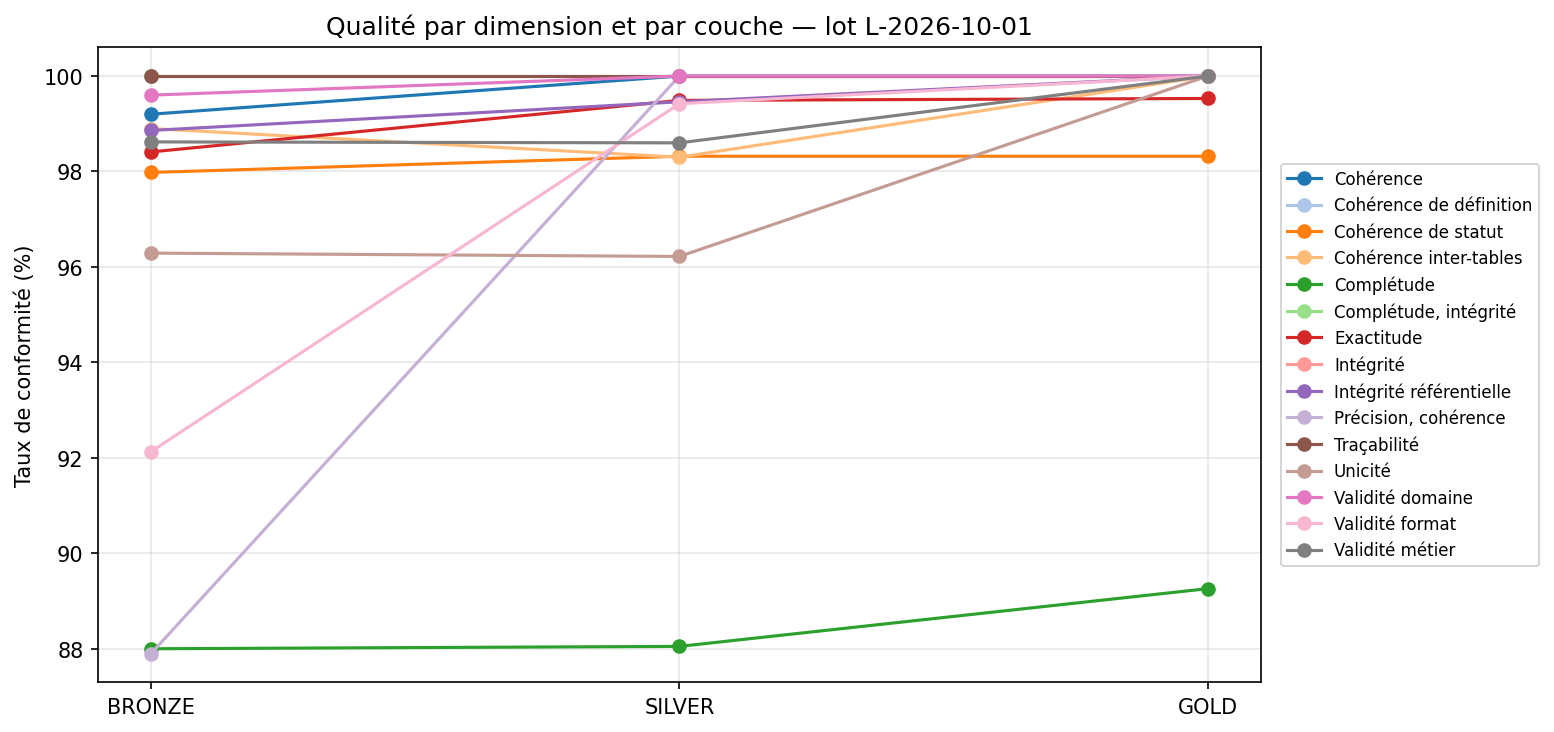 Qualité par dimension et par couche — lot L-2026-10-01
Taux de conformité (%)
100
98
96
94
92
90
88
BRONZE
SILVER
GOLD
Cohérence
Cohérence de définition
Cohérence de statut
Cohérence inter-tables
Complétude
Complétude, intégrité
Exactitude
Intégrité
Intégrité référentielle
Précision, cohérence
Traçabilité
Unicité
Validité domaine
Validité format
Validité métier